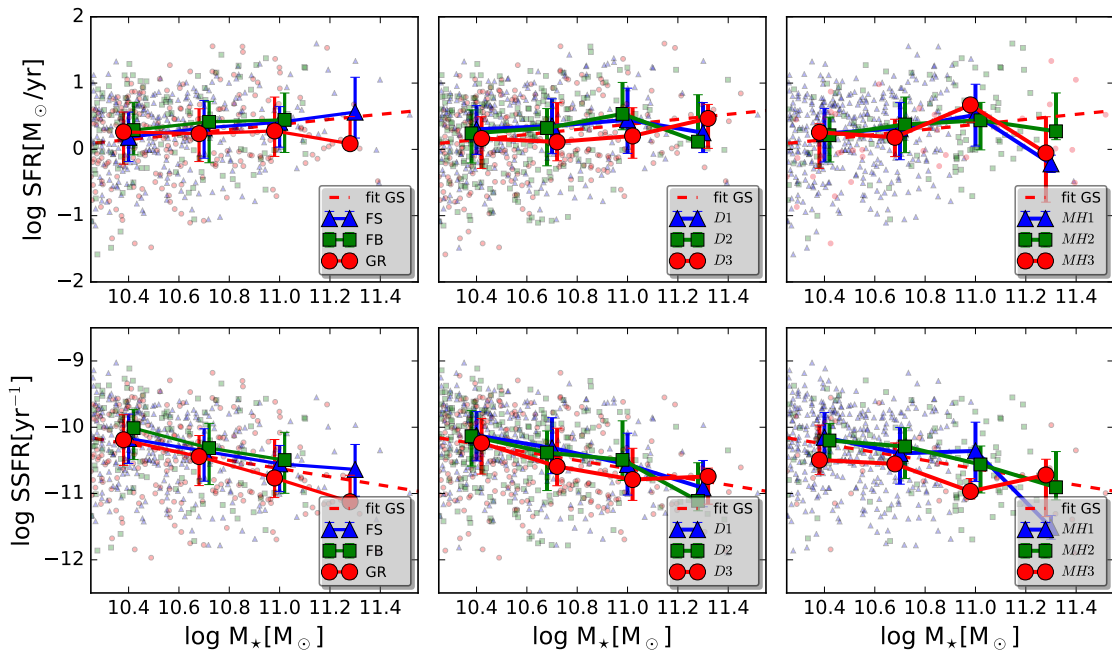 2
1
0
−1
−2
log SFR[M⊙/yr]
fit GS
FS
FB
GR
10.4 10.6 10.8 11.0 11.2 11.4
fit GS
D1
D2
D3
10.4 10.6 10.8 11.0 11.2 11.4
fit GS
MH1
MH2
MH3
10.4 10.6 10.8 11.0 11.2 11.4
−9
−10
−11
−12
log SSFR[yr⁻¹]
fit GS
FS
FB
GR
10.4 10.6 10.8 11.0 11.2 11.4
log M⋆[M⊙]
fit GS
D1
D2
D3
10.4 10.6 10.8 11.0 11.2 11.4
log M⋆[M⊙]
fit GS
MH1
MH2
MH3
10.4 10.6 10.8 11.0 11.2 11.4
log M⋆[M⊙]